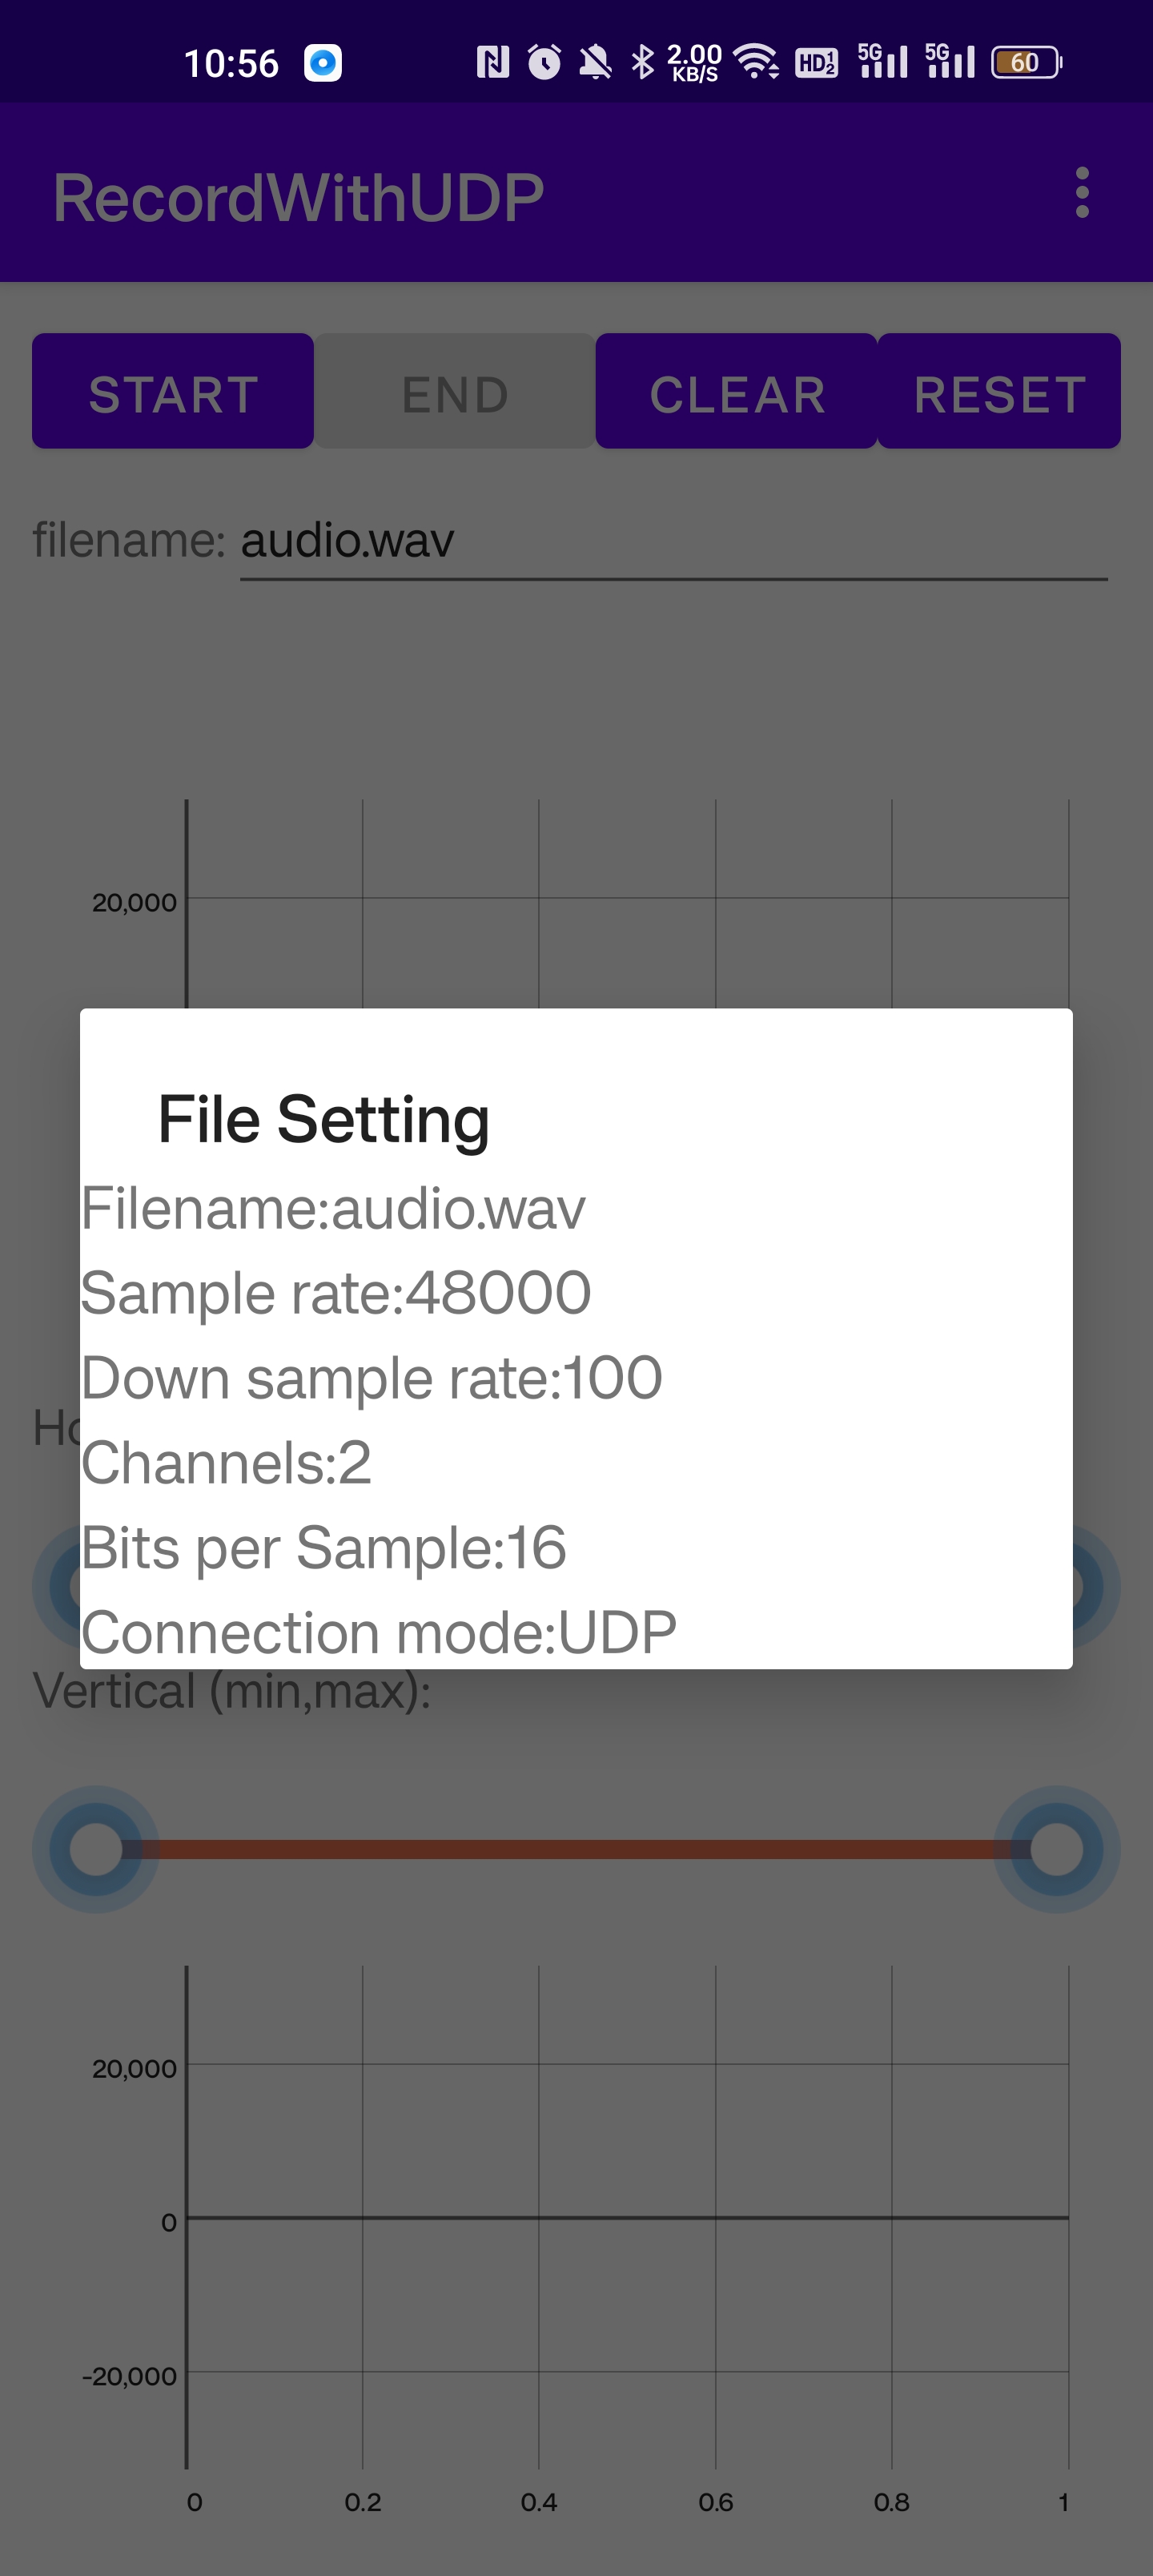 10:56 2.00 KB/S HD 1 2 5G 5G 60
RecordWithUDP
START END CLEAR RESET
filename: audio.wav
20,000
File Setting
Filename:audio.wav
Sample rate:48000
Down sample rate:100
Channels:2
Bits per Sample:16
Connection mode:UDP
Vertical (min,max):
20,000
0
-20,000
0 0.2 0.4 0.6 0.8 1